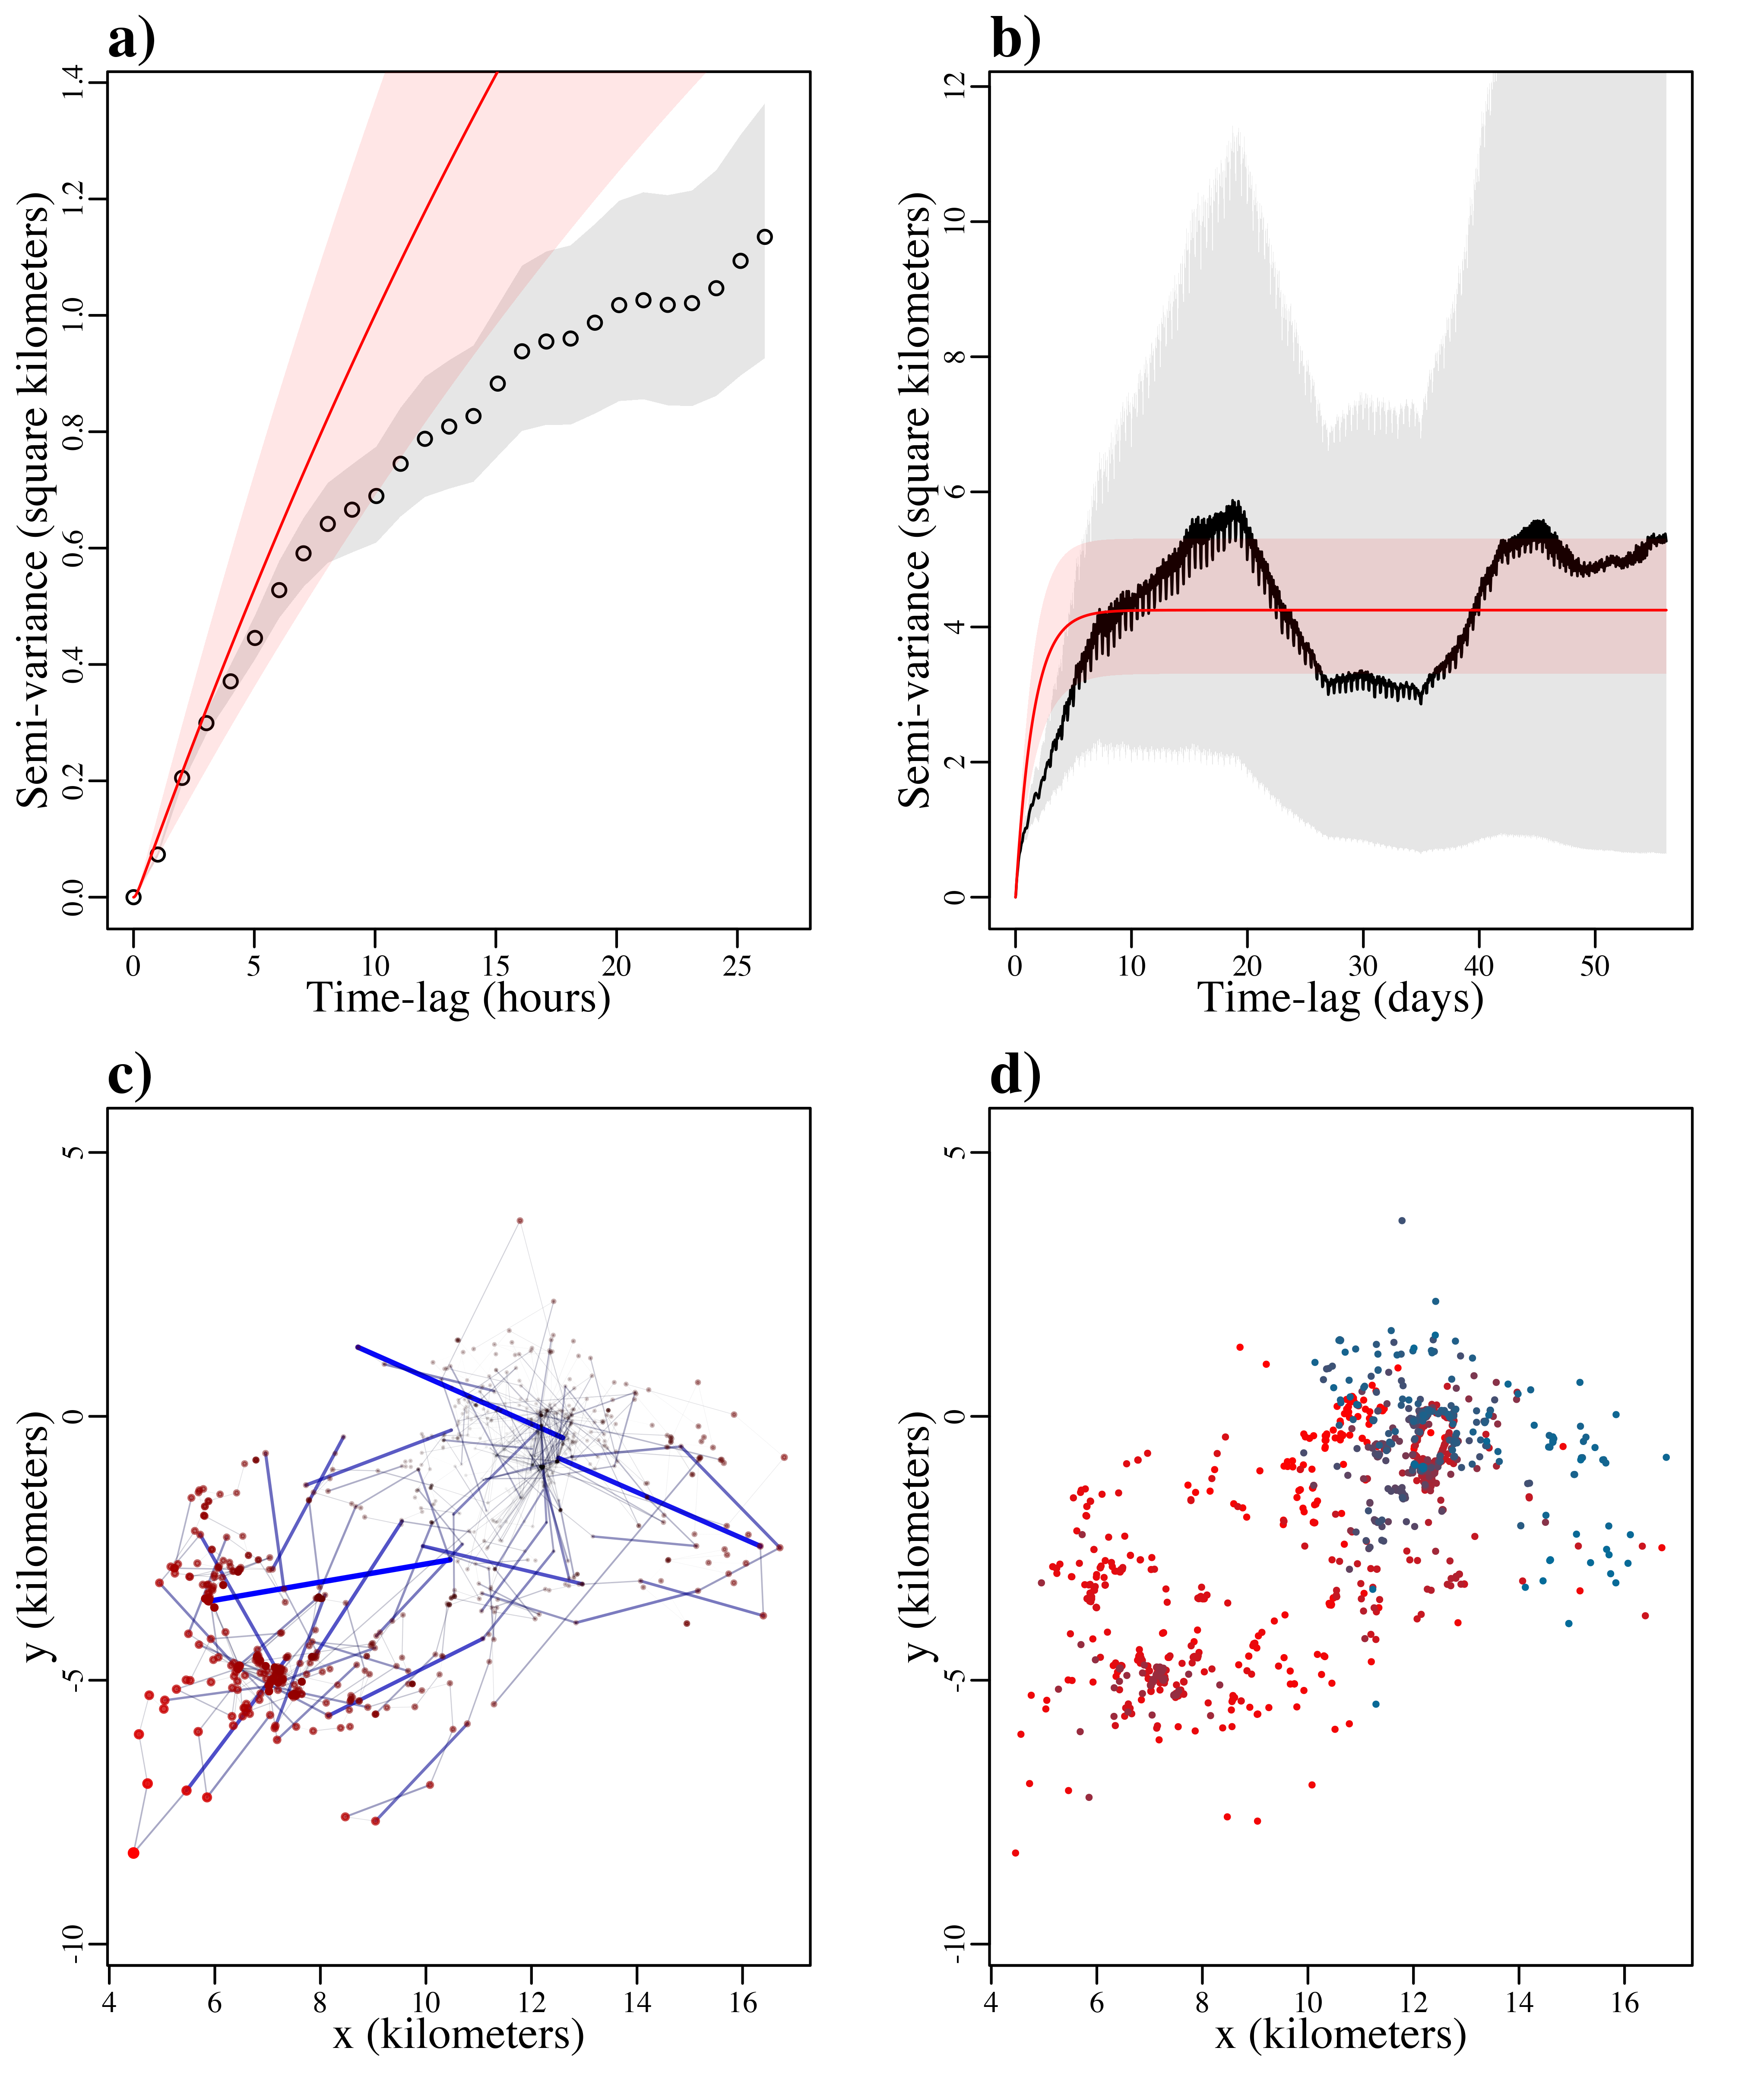 a)
Semi-variance (square kilometers)
0.0 0.2 0.4 0.6 0.8 1.0 1.2 1.4
0 5 10 15 20 25
Time-lag (hours)
b)
Semi-variance (square kilometers)
0 2 4 6 8 10 12
0 10 20 30 40 50
Time-lag (days)
c)
y (kilometers)
-10 -5 0 5
4 6 8 10 12 14 16
x (kilometers)
d)
y (kilometers)
-10 -5 0 5
4 6 8 10 12 14 16
x (kilometers)